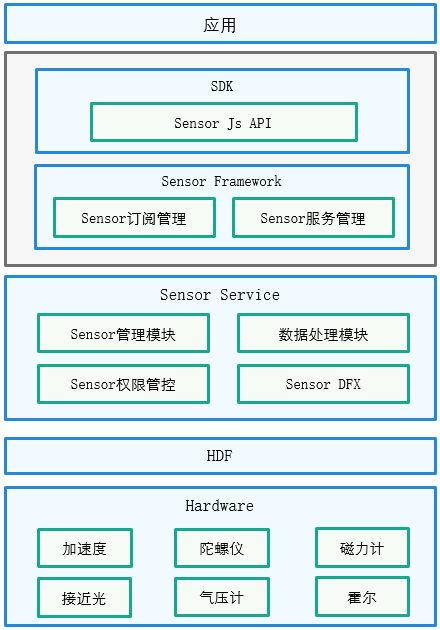 应用
SDK
Sensor Js API
Sensor Framework
Sensor订阅管理 Sensor服务管理
Sensor Service
Sensor管理模块 数据处理模块
Sensor权限管控 Sensor DFX
HDF
Hardware
加速度 陀螺仪 磁力计
接近光 气压计 霍尔